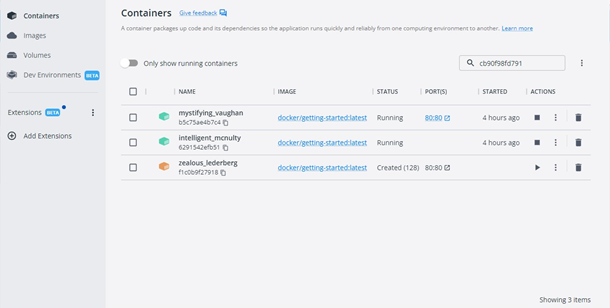 Containers
Images
Volumes
Dev Environments BETA
Extensions BETA
Add Extensions
Containers Give feedback
A container packages up code and its dependencies so the application runs quickly and reliably from one computing environment to another. Learn more
Only show running containers
cb90f98fd791
NAME IMAGE STATUS PORT(S) STARTED ACTIONS
mystifying_vaughan docker/getting-started:latest Running 80:80 4 hours ago
b5c75ae4b7c4
intelligent_mcnulty docker/getting-started:latest Running 4 hours ago
6291542efb51
zealous_lederberg docker/getting-started:latest Created (128) 80:80
f1c0b9f27918
Showing 3 items